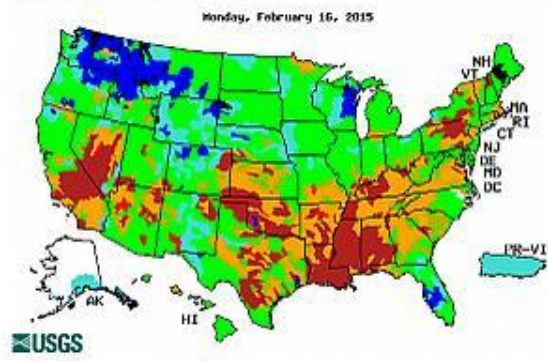 Monday, February 16, 2015
NH
VT
MA
RI
CT
NJ
DE
MD
DC
PR-VI
AK
HI
USGS